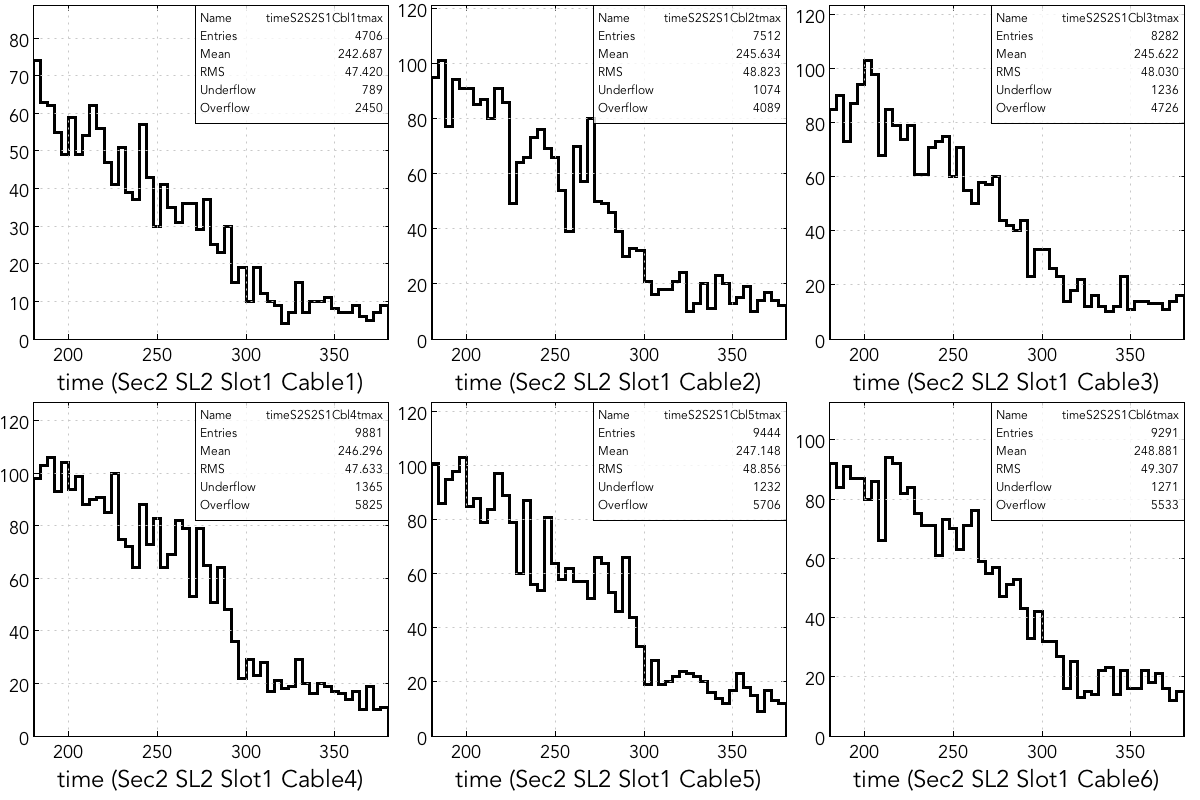 Name timeS2S2S1Cbl1tmax
Entries 4706
Mean 242.687
RMS 47.420
Underflow 789
Overflow 2450
80
70
60
50
40
30
20
10
0
200 250 300 350
time (Sec2 SL2 Slot1 Cable1)
Name timeS2S2S1Cbl2tmax
Entries 7512
Mean 245.634
RMS 48.823
Underflow 1074
Overflow 4089
120
100
80
60
40
20
0
200 250 300 350
time (Sec2 SL2 Slot1 Cable2)
Name timeS2S2S1Cbl3tmax
Entries 8282
Mean 245.622
RMS 48.030
Underflow 1236
Overflow 4726
120
100
80
60
40
20
0
200 250 300 350
time (Sec2 SL2 Slot1 Cable3)
Name timeS2S2S1Cbl4tmax
Entries 9881
Mean 246.296
RMS 47.633
Underflow 1365
Overflow 5825
120
100
80
60
40
20
0
200 250 300 350
time (Sec2 SL2 Slot1 Cable4)
Name timeS2S2S1Cbl5tmax
Entries 9444
Mean 247.148
RMS 48.856
Underflow 1232
Overflow 5706
120
100
80
60
40
20
0
200 250 300 350
time (Sec2 SL2 Slot1 Cable5)
Name timeS2S2S1Cbl6tmax
Entries 9291
Mean 248.881
RMS 49.307
Underflow 1271
Overflow 5533
100
80
60
40
20
0
200 250 300 350
time (Sec2 SL2 Slot1 Cable6)